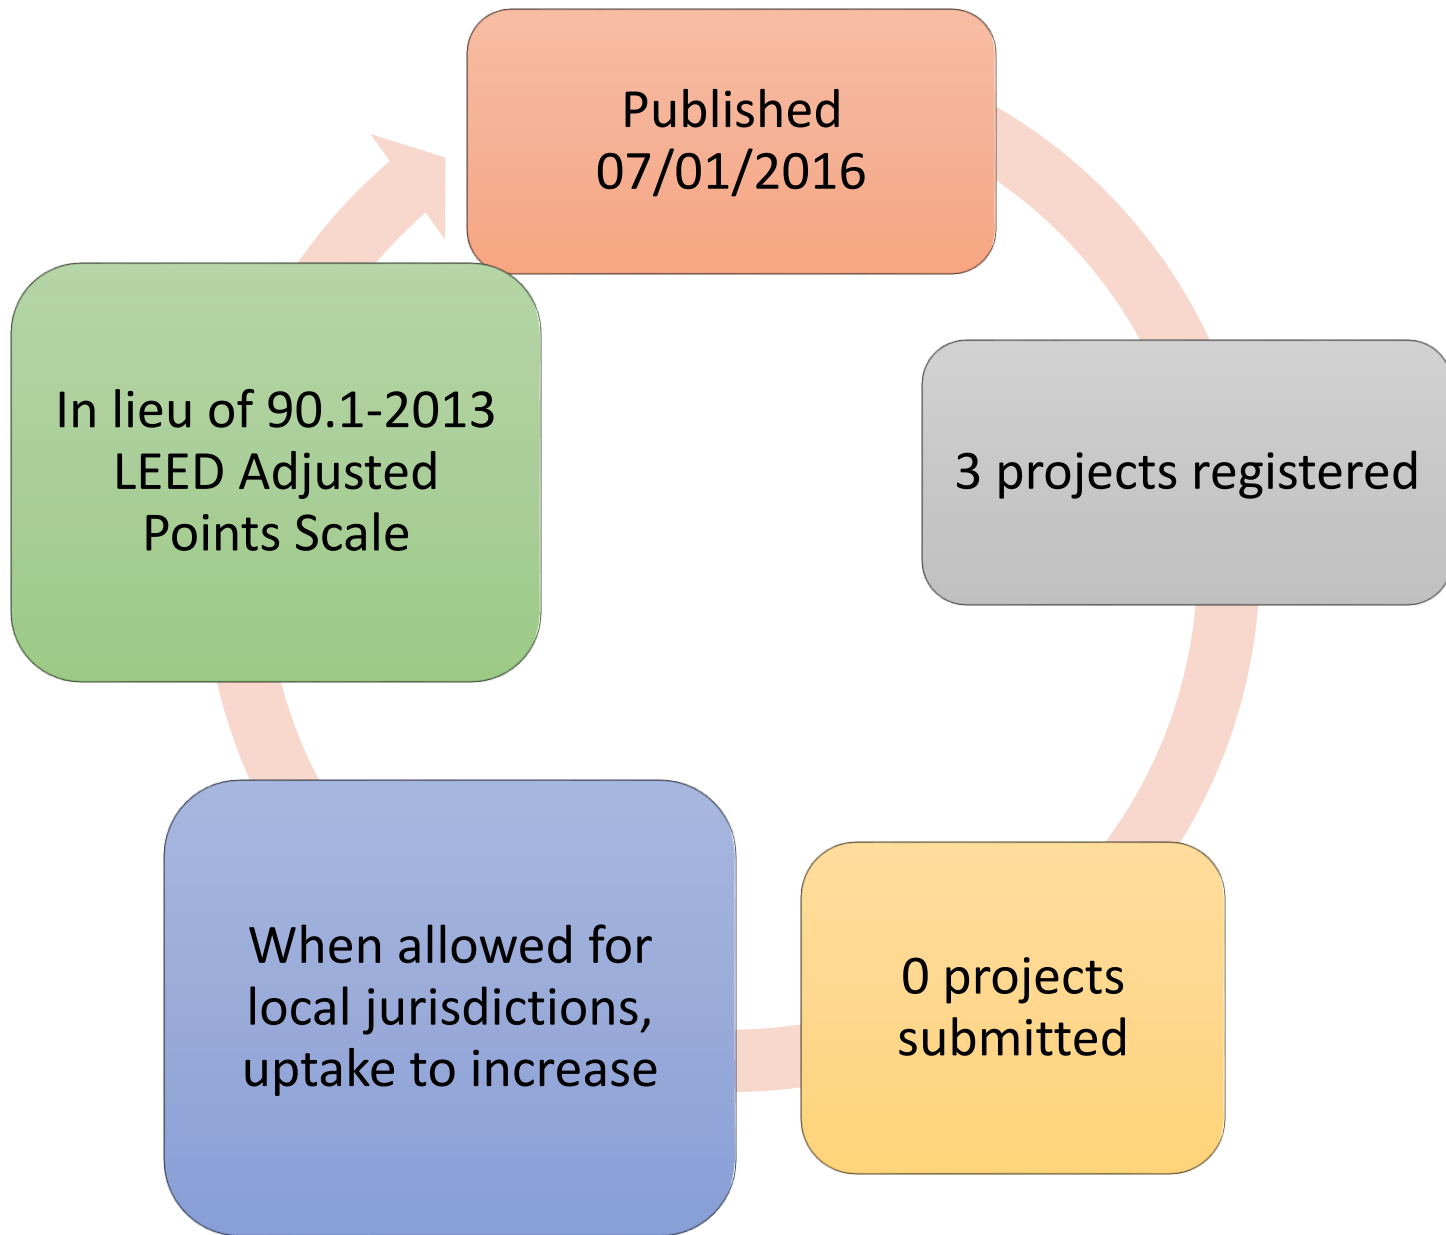 Published
07/01/2016
3 projects registered
0 projects
submitted
When allowed for
local jurisdictions,
uptake to increase
In lieu of 90.1-2013
LEED Adjusted
Points Scale